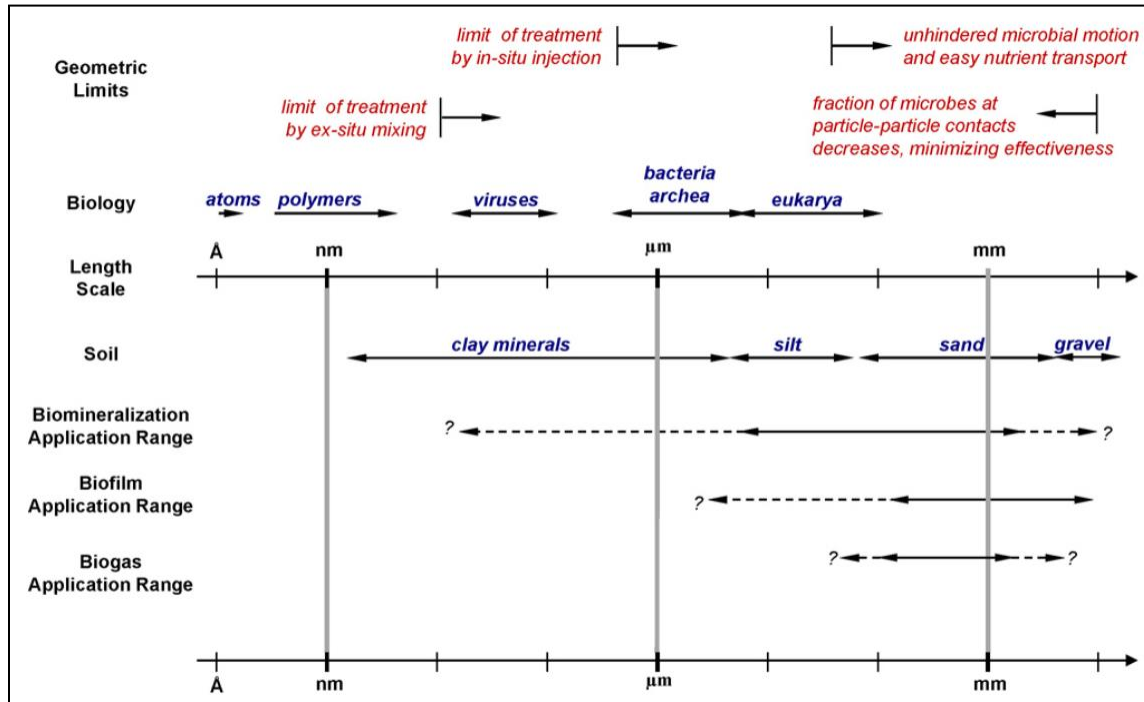 Geometric
Limits
limit of treatment
by in-situ injection
unhindered microbial motion
and easy nutrient transport
limit of treatment
by ex-situ mixing
fraction of microbes at
particle-particle contacts
decreases, minimizing effectiveness
Biology
atoms
polymers
viruses
bacteria
archea
eukarya
Å
nm
µm
mm
Length
Scale
Soil
clay minerals
silt
sand
gravel
Biomineralization
Application Range
?
?
Biofilm
Application Range
?
Biogas
Application Range
?
?
Å
nm
µm
mm